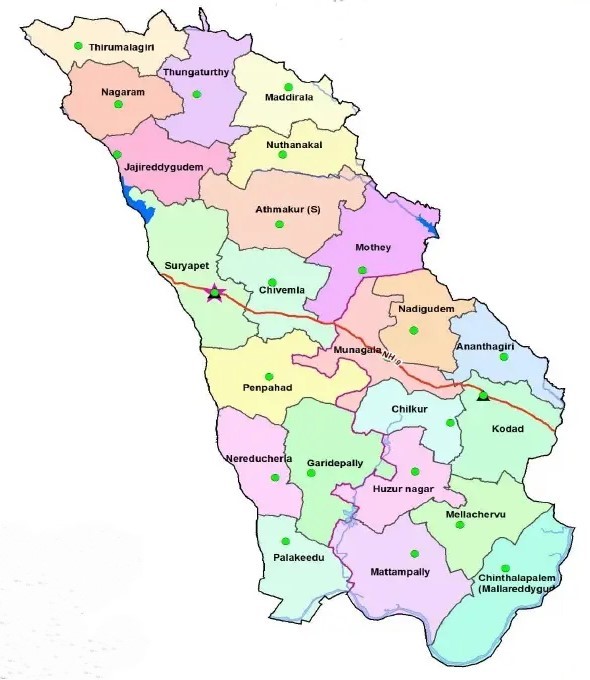 Thirumalagiri
Thungaturthy
Nagaram
Maddirala
Nuthanakal
Jajireddygudem
Athmakur (S)
Mothey
Suryapet
Chivemla
Nadigudem
Ananthagiri
Munagala
NH-9
Penpahad
Chilkur
Kodad
Nereducherla
Garidepally
Huzur nagar
Mellachervu
Palakeedu
Mattampally
Chinthalapalem
(Mallareddygud